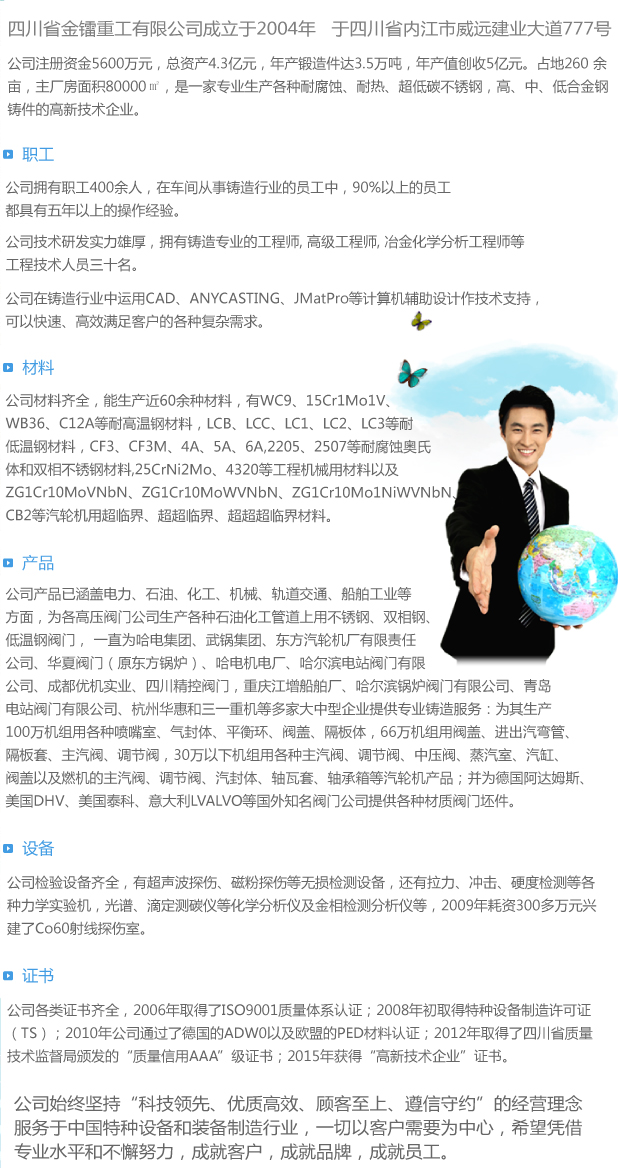 四川省金镭重工有限公司成立于2004年 于四川省内江市威远建业大道777号
公司注册资金5600万元，总资产4.3亿元，年产锻造件达3.5万吨，年产值创收5亿元。占地260 余
亩，主厂房面积80000㎡，是一家专业生产各种耐腐蚀、耐热、超低碳不锈钢，高、中、低合金钢
铸件的高新技术企业。
职工
公司拥有职工400余人，在车间从事铸造行业的员工中，90%以上的员工
都具有五年以上的操作经验。
公司技术研发实力雄厚，拥有铸造专业的工程师, 高级工程师, 冶金化学分析工程师等
工程技术人员三十名。
公司在铸造行业中运用CAD、ANYCASTING、JMatPro等计算机辅助设计作技术支持，
可以快速、高效满足客户的各种复杂需求。
材料
公司材料齐全，能生产近60余种材料，有WC9、15Cr1Mo1V、
WB36、C12A等耐高温钢材料，LCB、LCC、LC1、LC2、LC3等耐
低温钢材料，CF3、CF3M、4A、5A、6A,2205、2507等耐腐蚀奥氏
体和双相不锈钢材料,25CrNi2Mo、4320等工程机械用材料以及
ZG1Cr10MoVNbN、ZG1Cr10MoWVNbN、ZG1Cr10Mo1NiWVNbN、
CB2等汽轮机用超临界、超超临界、超超超临界材料。
产品
公司产品已涵盖电力、石油、化工、机械、轨道交通、船舶工业等
方面，为各高压阀门公司生产各种石油化工管道上用不锈钢、双相钢、
低温钢阀门， 一直为哈电集团、武锅集团、东方汽轮机厂有限责任
公司、华夏阀门（原东方锅炉）、哈电机电厂、哈尔滨电站阀门有限
公司、成都优机实业、四川精控阀门，重庆江增船舶厂、哈尔滨锅炉阀门有限公司、青岛
电站阀门有限公司、杭州华惠和三一重机等多家大中型企业提供专业铸造服务：为其生产
100万机组用各种喷嘴室、气封体、平衡环、阀盖、隔板体，66万机组用阀盖、进出汽弯管、
隔板套、主汽阀、调节阀，30万以下机组用各种主汽阀、调节阀、中压阀、蒸汽室、汽缸、
阀盖以及燃机的主汽阀、调节阀、汽封体、轴瓦套、轴承箱等汽轮机产品；并为德国阿达姆斯、
美国DHV、美国泰科、意大利LVALVO等国外知名阀门公司提供各种材质阀门坯件。
设备
公司检验设备齐全，有超声波探伤、磁粉探伤等无损检测设备，还有拉力、冲击、硬度检测等各
种力学实验机，光谱、滴定测碳仪等化学分析仪及金相检测分析仪等，2009年耗资300多万元兴
建了Co60射线探伤室。
证书
公司各类证书齐全，2006年取得了ISO9001质量体系认证；2008年初取得特种设备制造许可证
（TS）；2010年公司通过了德国的ADW0以及欧盟的PED材料认证；2012年取得了四川省质量
技术监督局颁发的“质量信用AAA”级证书；2015年获得“高新技术企业”证书。
公司始终坚持“科技领先、优质高效、顾客至上、遵信守约”的经营理念
服务于中国特种设备和装备制造行业，一切以客户需要为中心，希望凭借
专业水平和不懈努力，成就客户，成就品牌，成就员工。